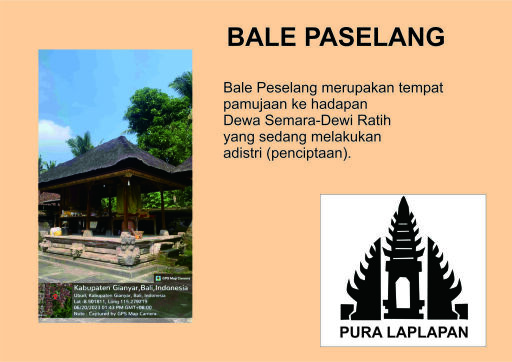 BALE PASELANG
Bale Peselang merupakan tempat
pamujaan ke hadapan
Dewa Semara-Dewi Ratih
yang sedang melakukan
adistri (penciptaan).
GPS Map Camera
Kabupaten Gianyar,Bali,Indonesia
Ubud, Kabupaten Gianyar, Bali, Indonesia
Lat -8.501811, Long 115.279219
06/20/2023 01:43 PM GMT+08:00
Note : Captured by GPS Map Camera
PURA LAPLAPAN